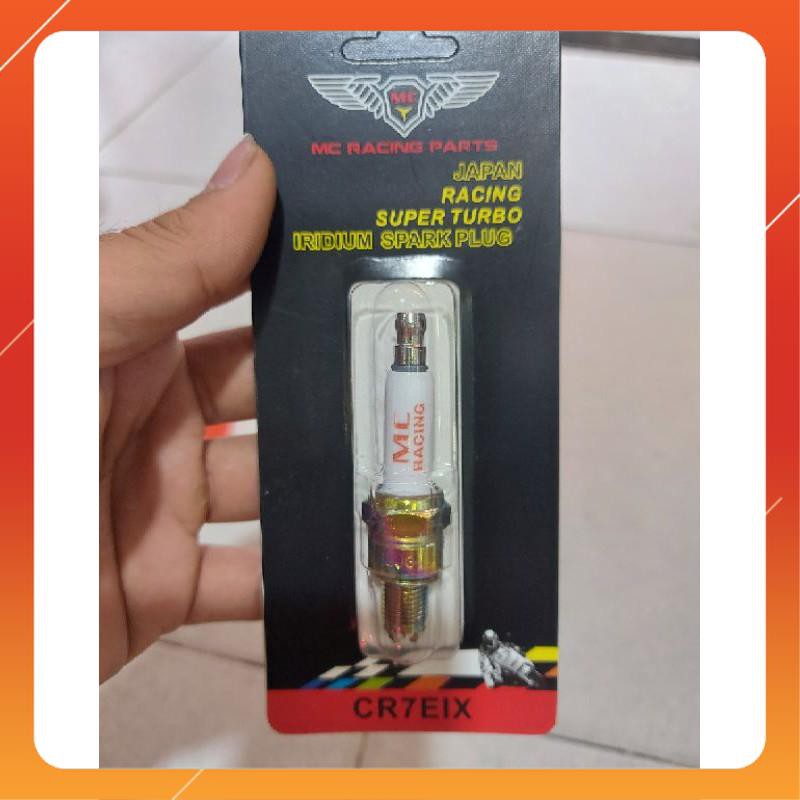 MC
MC RACING PARTS
JAPAN
RACING
SUPER TURBO
IRIDIUM SPARK PLUG
MC
RACING
CR7EIX